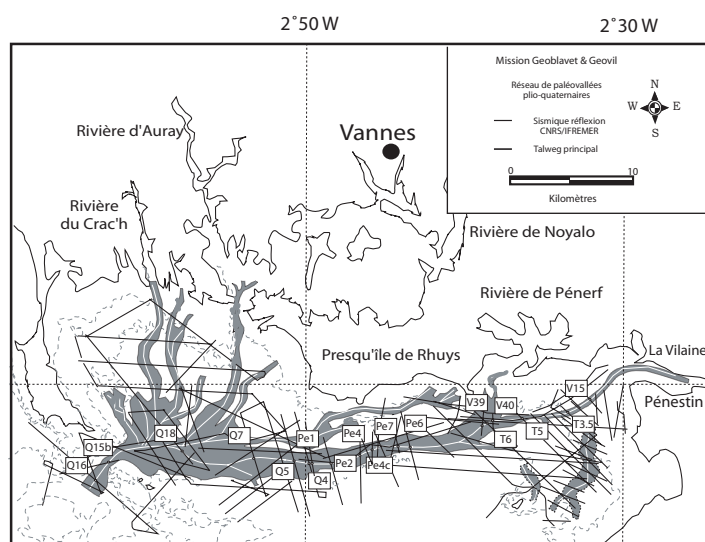 2°50 W
2°30 W
Mission Geoblavet & Geovil
Réseau de paléovallées
plio-quaternaires
Sismique réflexion
CNRS/IFREMER
Talweg principal
N
W
E
S
0
10
Kilomètres
Rivière d'Auray
Vannes
Rivière
du Crac'h
Rivière de Noyalo
Rivière de Pénerf
Presqu'île de Rhuys
La Vilaine
Pénestin
V15
V39
V40
T3.5
T5
T6
Pe6
Pe7
Pe4
Pe1
Q7
Q18
Q15b
Q16
Q5
Q4
Pe2
Pe4c